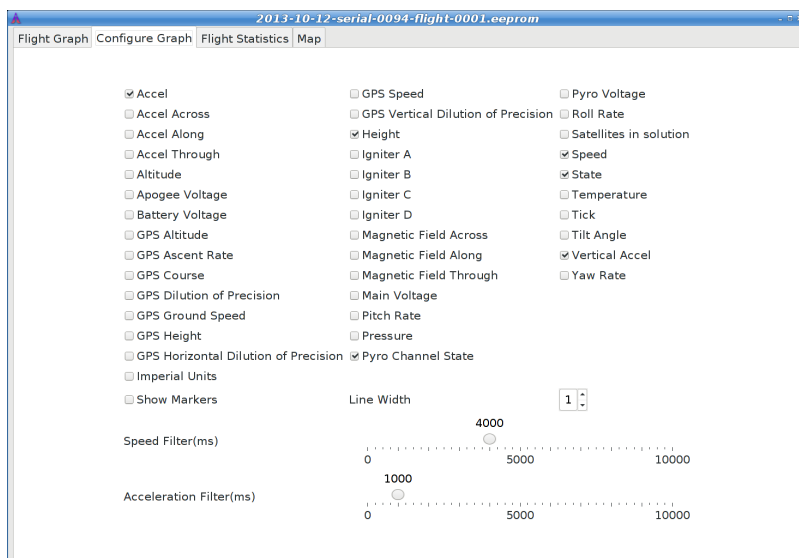 2013-10-12-serial-0094-flight-0001.eeprom
Flight Graph Configure Graph Flight Statistics Map
Accel GPS Speed Pyro Voltage
Accel Across GPS Vertical Dilution of Precision Roll Rate
Accel Along Height Satellites in solution
Accel Through Igniter A Speed
Altitude Igniter B State
Apogee Voltage Igniter C Temperature
Battery Voltage Igniter D Tick
GPS Altitude Magnetic Field Across Tilt Angle
GPS Ascent Rate Magnetic Field Along Vertical Accel
GPS Course Magnetic Field Through Yaw Rate
GPS Dilution of Precision Main Voltage
GPS Ground Speed Pitch Rate
GPS Height Pressure
GPS Horizontal Dilution of Precision Pyro Channel State
Imperial Units
Show Markers Line Width 1
4000
Speed Filter(ms)
0 5000 10000
1000
Acceleration Filter(ms)
0 5000 10000